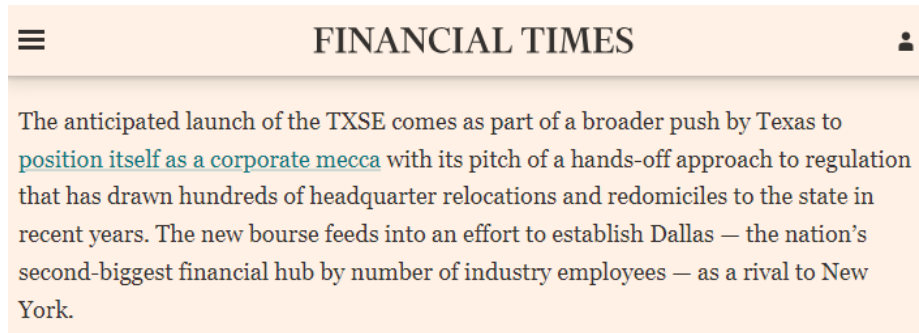 FINANCIAL TIMES
The anticipated launch of the TXSE comes as part of a broader push by Texas to
position itself as a corporate mecca with its pitch of a hands-off approach to regulation
that has drawn hundreds of headquarter relocations and redomiciles to the state in
recent years. The new bourse feeds into an effort to establish Dallas — the nation’s
second-biggest financial hub by number of industry employees — as a rival to New
York.